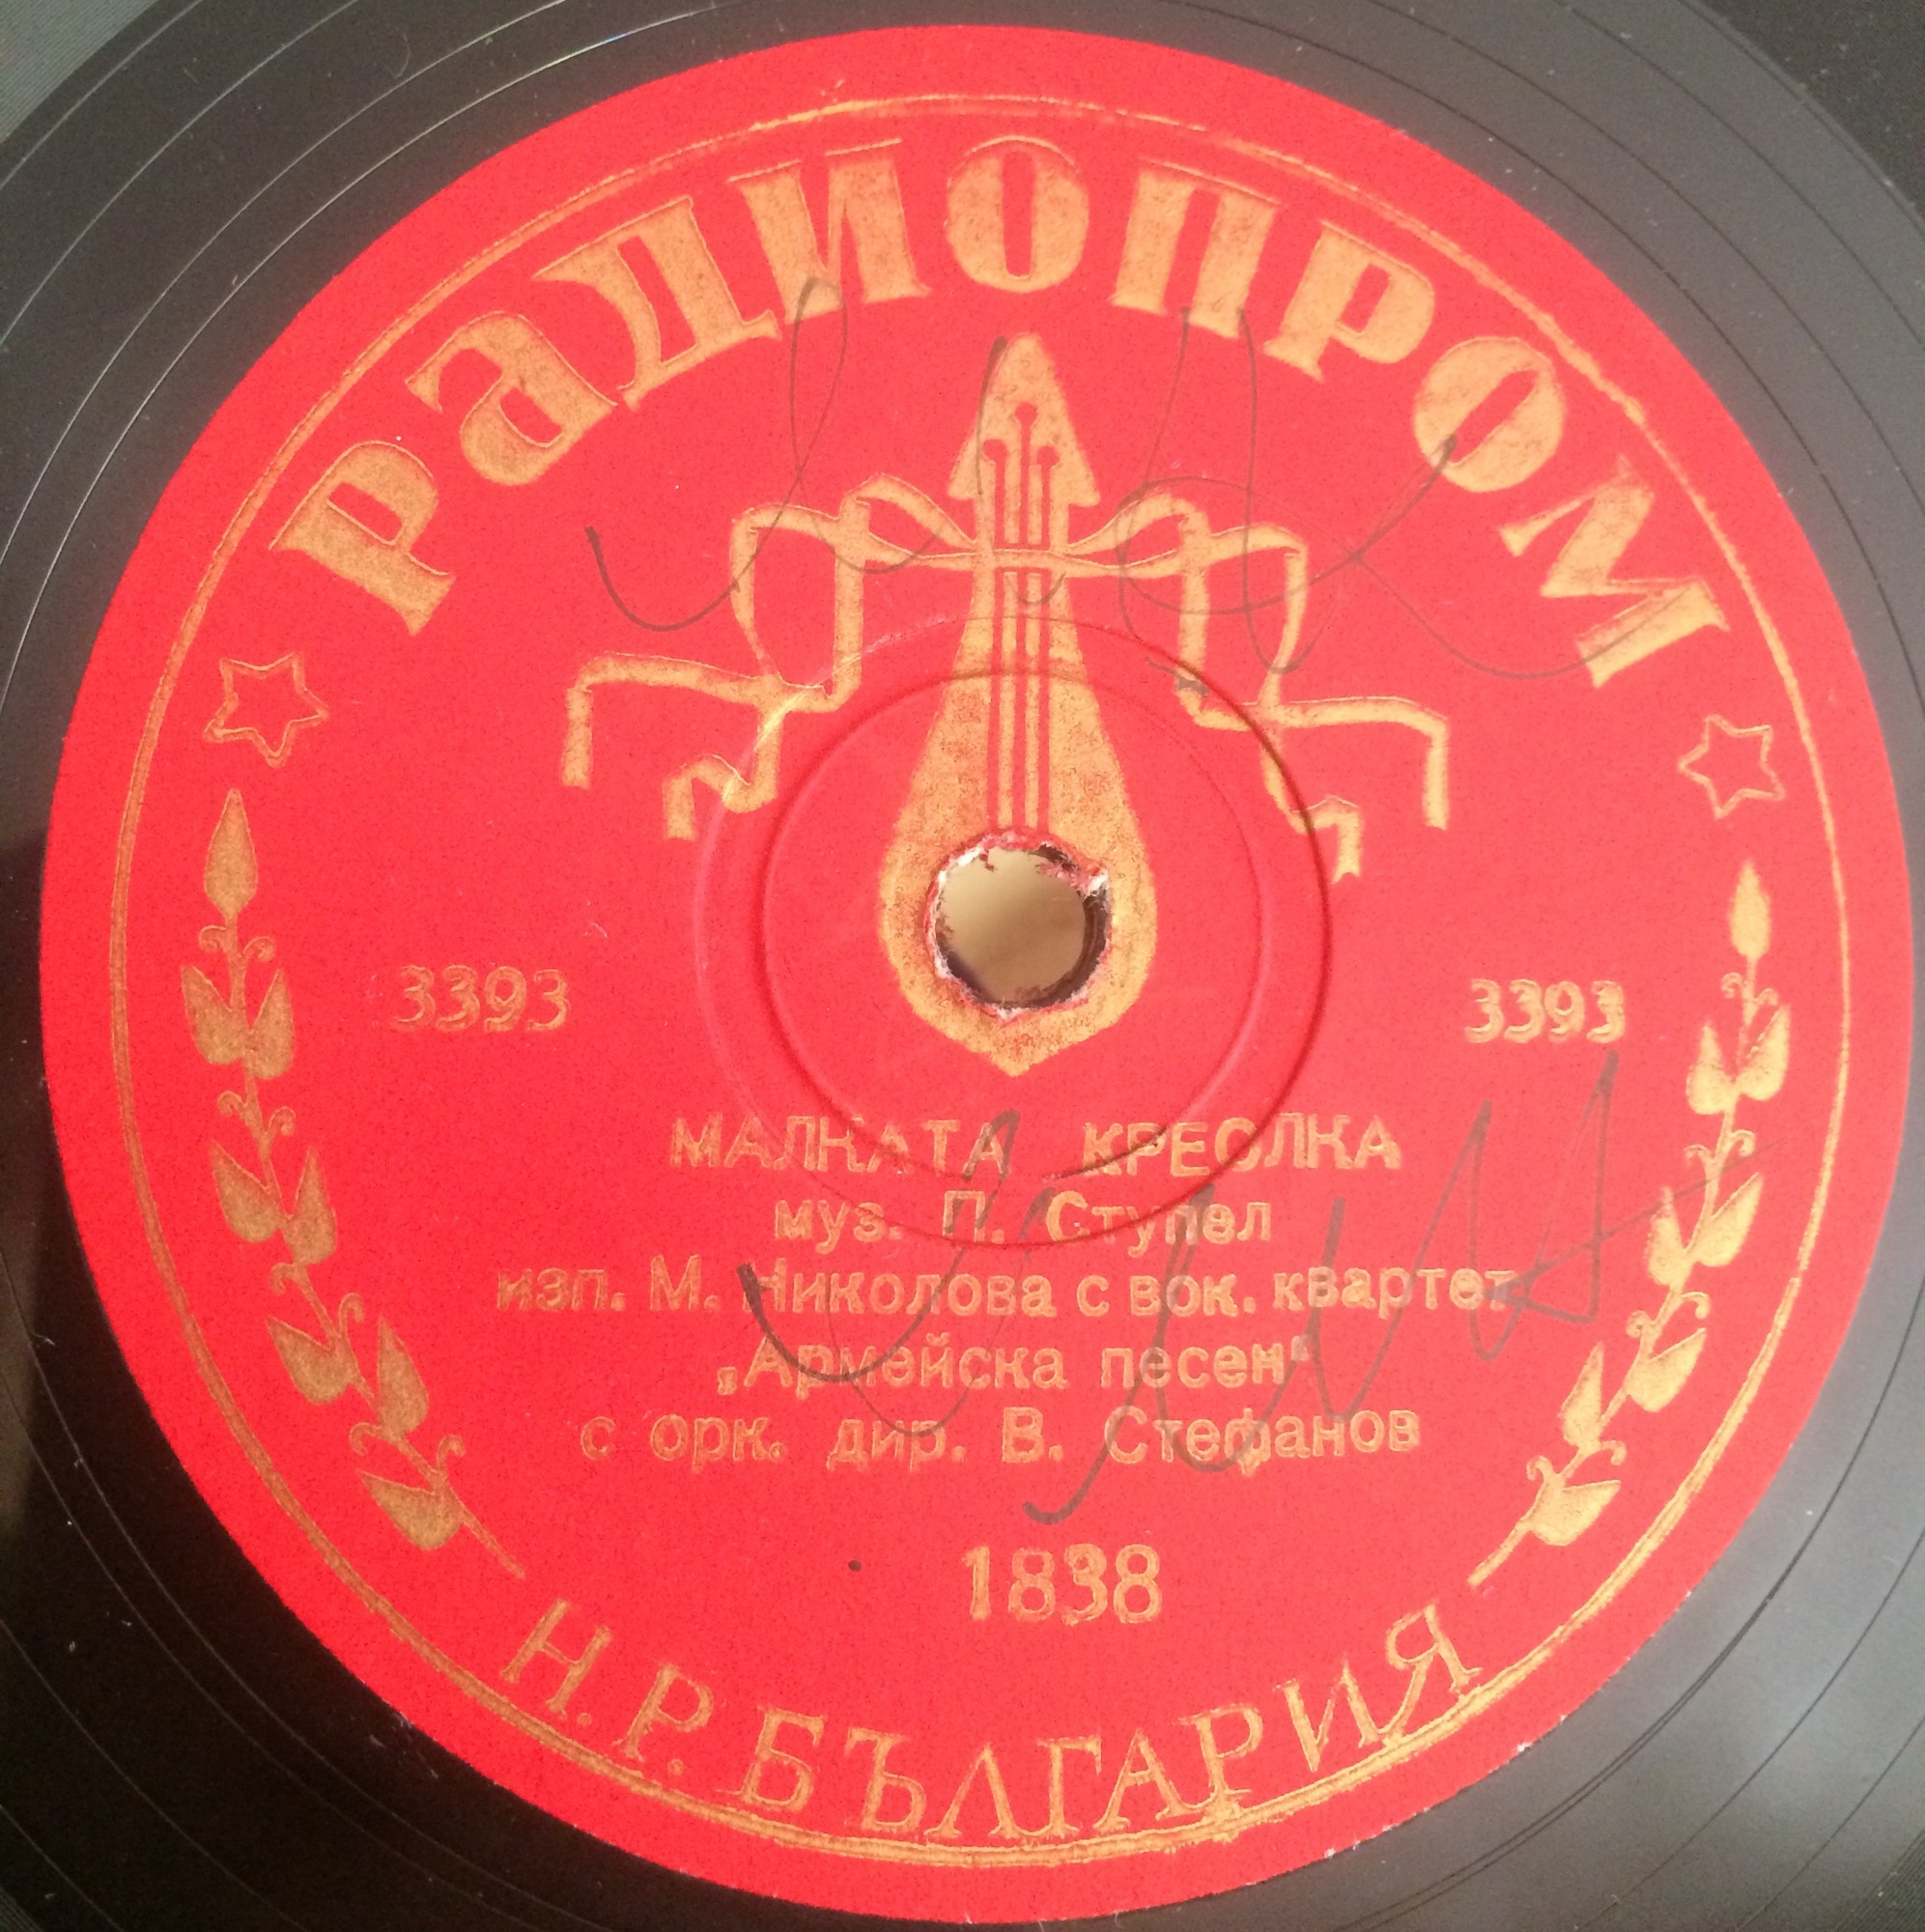 РАДИОПРОМ
3393 3393
МАЛКАТА КРЕОЛКА
муз. П. Ступел
изп. М. Николова с вок. квартет
„Армейска песен“
с орк. дир. В. Стефанов
1838
Н.Р. БЪЛГАРИЯ